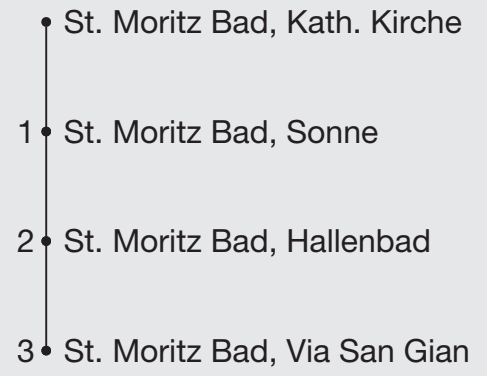 St. Moritz Bad, Kath. Kirche
1 St. Moritz Bad, Sonne
2 St. Moritz Bad, Hallenbad
3 St. Moritz Bad, Via San Gian